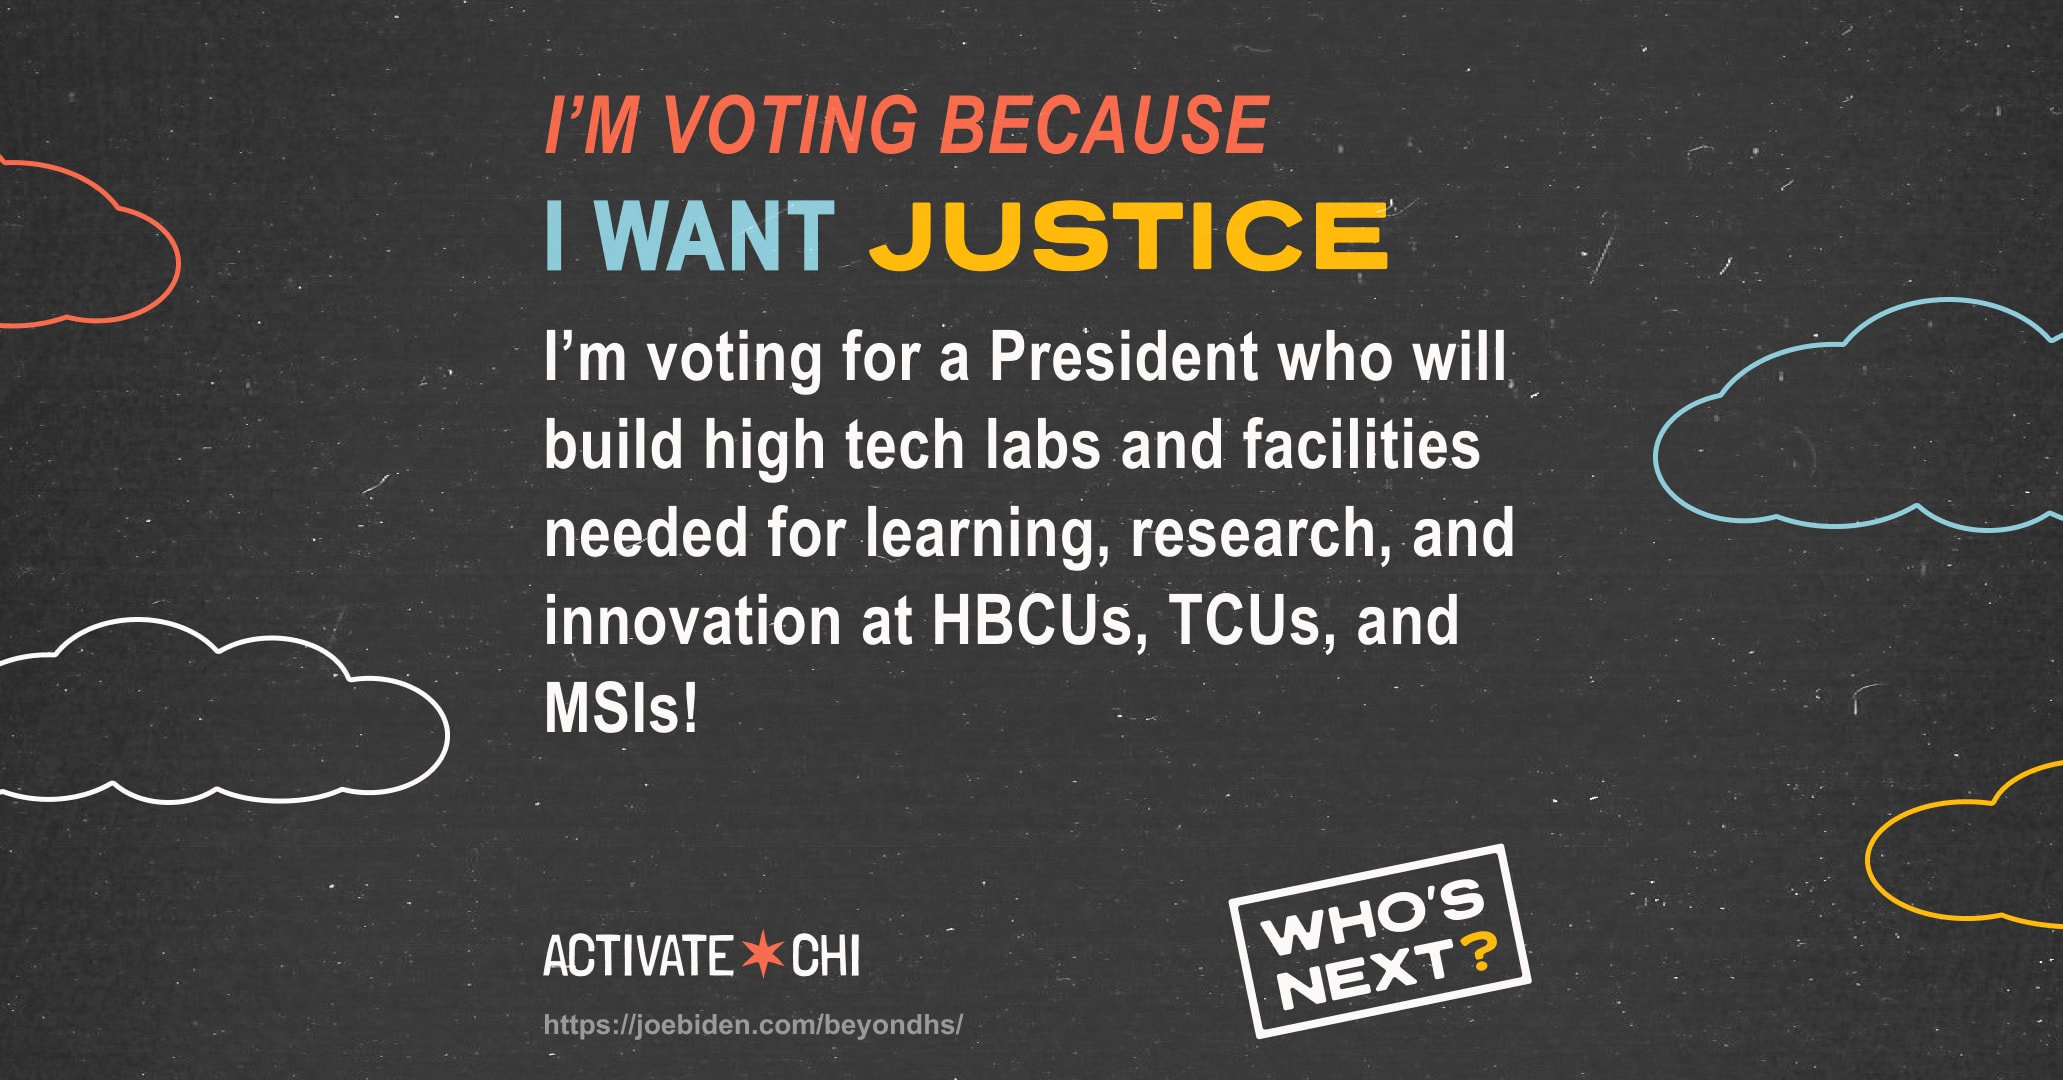 I’M VOTING BECAUSE
I WANT JUSTICE
I’m voting for a President who will
build high tech labs and facilities
needed for learning, research, and
innovation at HBCUs, TCUs, and
MSIs!
ACTIVATE CHI
https://joebiden.com/beyondhs/
WHO’S
NEXT?